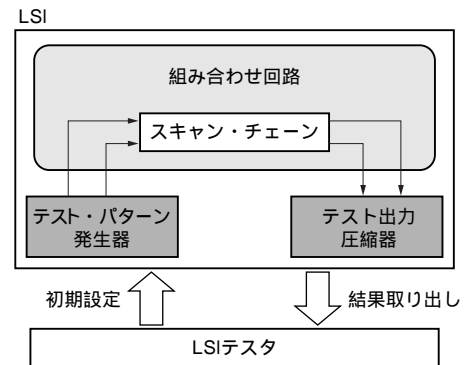 LSI
組み合わせ回路
スキャン・チェーン
テスト・パターン
発生器
テスト出力
圧縮器
初期設定
結果取り出し
LSIテスタ